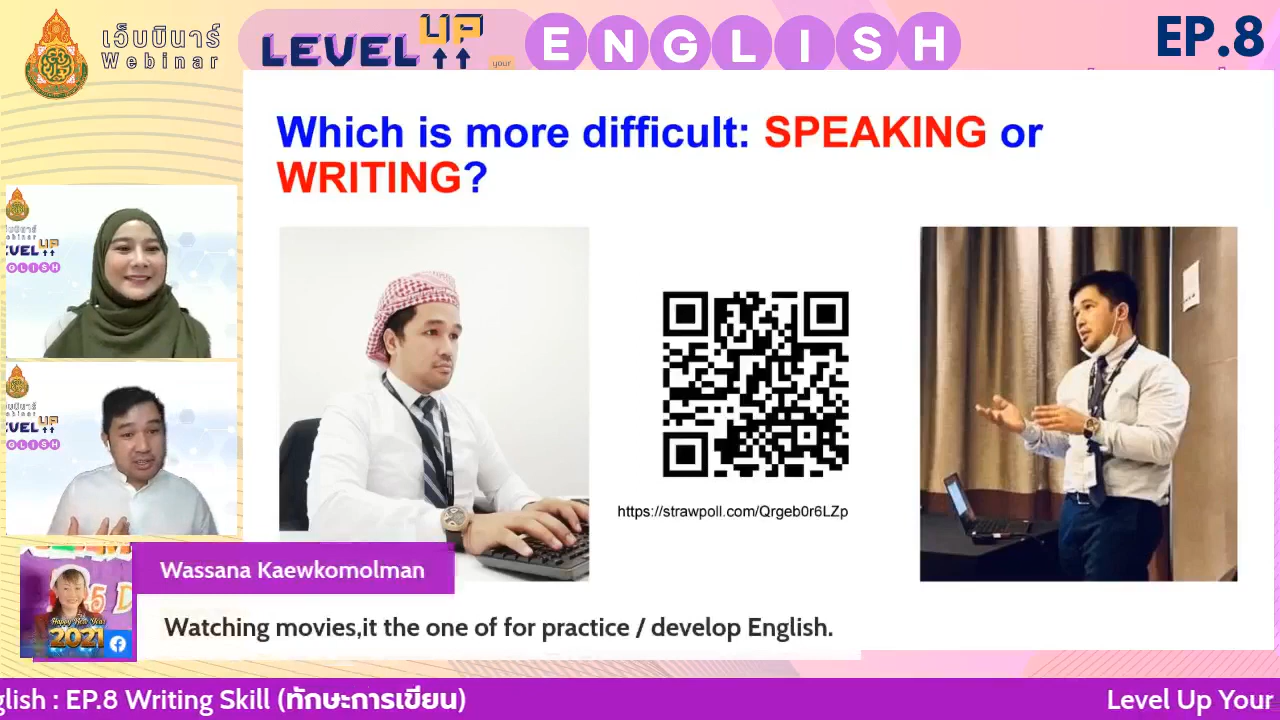 เว็บบินาร์
Webinar
LEVEL UP
your
ENGLISH
EP.8
Which is more difficult: SPEAKING or
WRITING?
https://strawpoll.com/Qrgeb0r6LZp
Wassana Kaewkomolman
Watching movies,it the one of for practice / develop English.
Happy New Year
2021
glish : EP.8 Writing Skill (ทักษะการเขียน)
Level Up Your